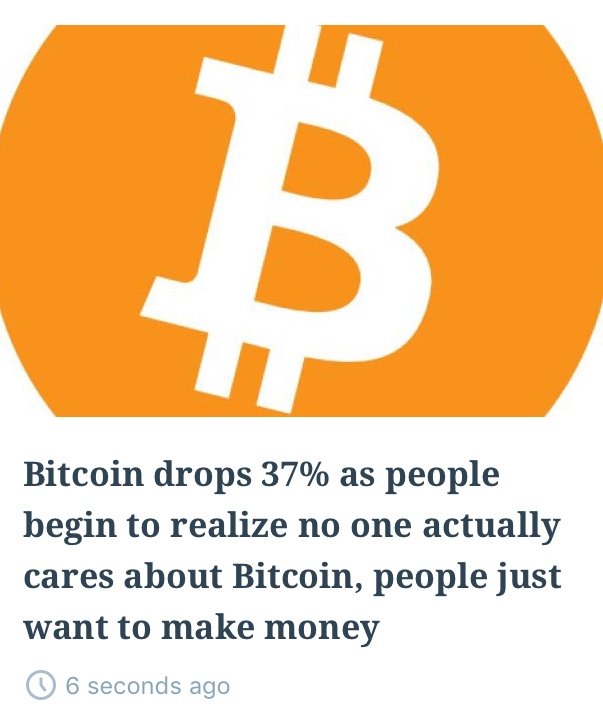 Bitcoin drops 37% as people
begin to realize no one actually
cares about Bitcoin, people just
want to make money
6 seconds ago